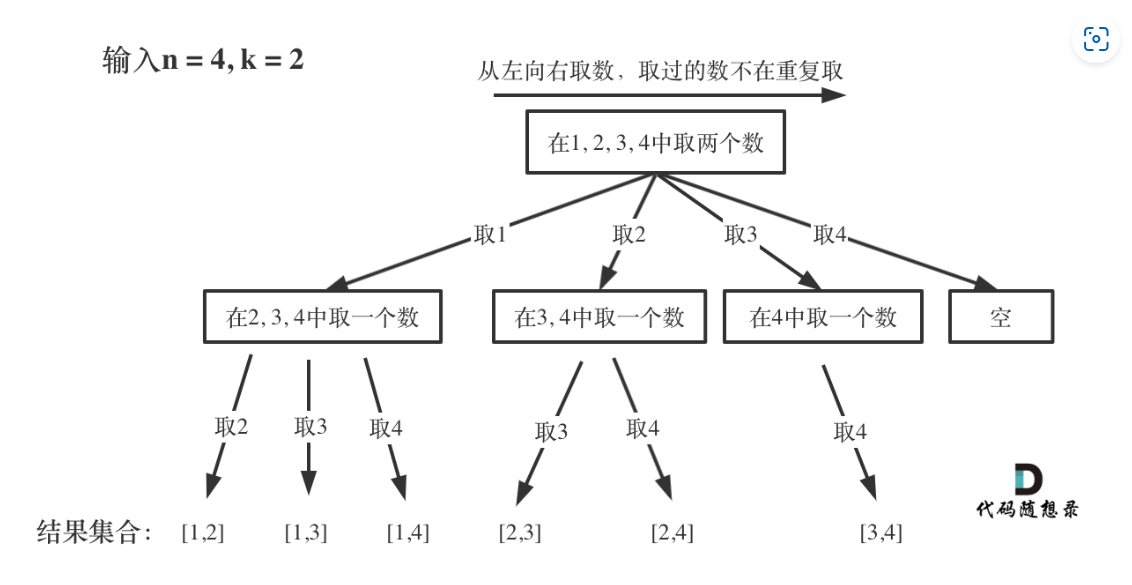 输入n = 4, k = 2
从左向右取数，取过的数不在重复取
在1, 2, 3, 4中取两个数
取1 取2 取3 取4
在2, 3, 4中取一个数 在3, 4中取一个数 在4中取一个数 空
取2 取3 取4 取3 取4 取4
代码随想录
结果集合： [1,2] [1,3] [1,4] [2,3] [2,4] [3,4]